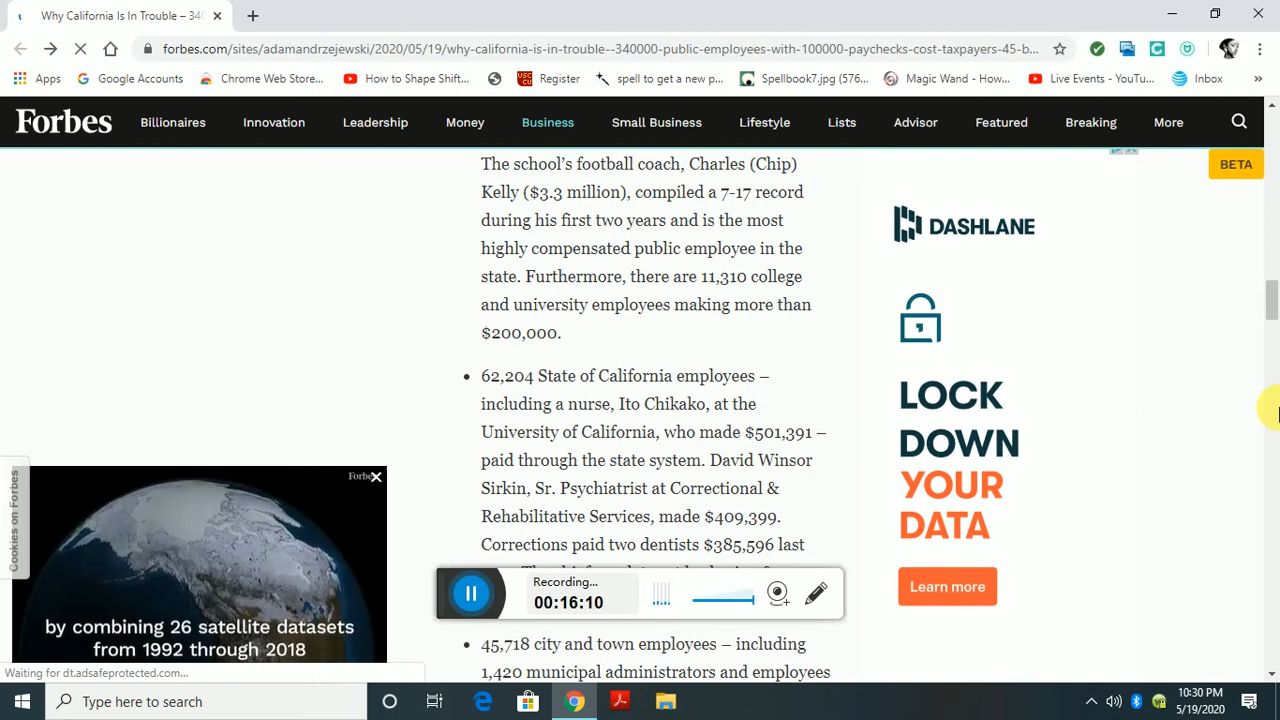 Why California Is In Trouble – 340
forbes.com/sites/adamandrzejewski/2020/05/19/why-california-is-in-trouble--340000-public-employees-with-100000-paychecks-cost-taxpayers-45-b...
Apps
Google Accounts
Chrome Web Store...
How to Shape Shift...
Register
spell to get a new p...
Spellbook7.jpg (576...
Magic Wand - How...
Live Events - YouTu...
Inbox
»
Forbes
Billionaires
Innovation
Leadership
Money
Business
Small Business
Lifestyle
Lists
Advisor
Featured
Breaking
More
BETA
The school's football coach, Charles (Chip)
Kelly ($3.3 million), compiled a 7-17 record
during his first two years and is the most
highly compensated public employee in the
state. Furthermore, there are 11,310 college
and university employees making more than
$200,000.
• 62,204 State of California employees –
including a nurse, Ito Chikako, at the
University of California, who made $501,391 –
paid through the state system. David Winsor
Sirkin, Sr. Psychiatrist at Correctional &
Rehabilitative Services, made $409,399.
Corrections paid two dentists $385,596 last
• 45,718 city and town employees – including
1,420 municipal administrators and employees
DASHLANE
LOCK
DOWN
YOUR
DATA
Learn more
Cookies on Forbes
Forbes
by combining 26 satellite datasets
from 1992 through 2018
Recording...
00:16:10
Waiting for dt.adsafeprotected.com...
Type here to search
10:30 PM
5/19/2020